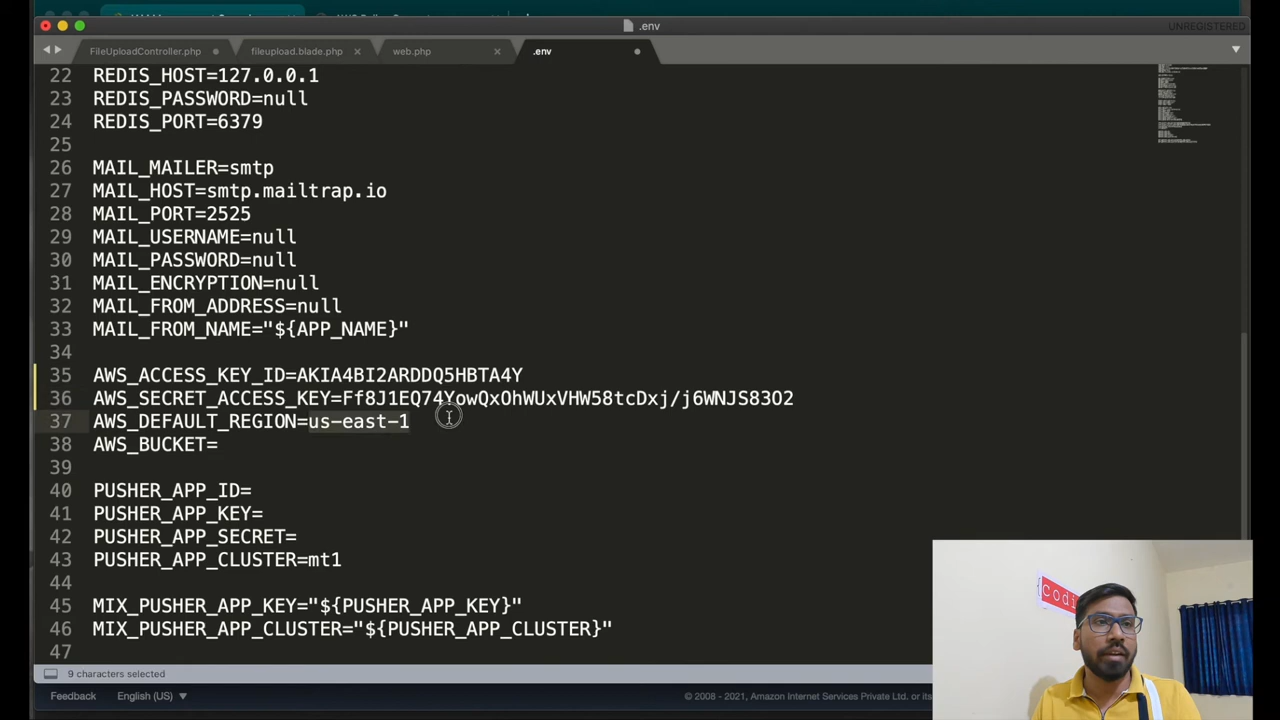 .env
UNREGISTERED
FileUploadController.php
fileupload.blade.php
web.php
.env
22 REDIS_HOST=127.0.0.1
23 REDIS_PASSWORD=null
24 REDIS_PORT=6379
25
26 MAIL_MAILER=smtp
27 MAIL_HOST=smtp.mailtrap.io
28 MAIL_PORT=2525
29 MAIL_USERNAME=null
30 MAIL_PASSWORD=null
31 MAIL_ENCRYPTION=null
32 MAIL_FROM_ADDRESS=null
33 MAIL_FROM_NAME="${APP_NAME}"
34
35 AWS_ACCESS_KEY_ID=AKIA4BI2ARDDQ5HBTA4Y
36 AWS_SECRET_ACCESS_KEY=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
37 AWS_DEFAULT_REGION=us-east-1
38 AWS_BUCKET=
39
40 PUSHER_APP_ID=
41 PUSHER_APP_KEY=
42 PUSHER_APP_SECRET=
43 PUSHER_APP_CLUSTER=mt1
44
45 MIX_PUSHER_APP_KEY="${PUSHER_APP_KEY}"
46 MIX_PUSHER_APP_CLUSTER="${PUSHER_APP_CLUSTER}"
47
9 characters selected
Feedback English (US) © 2008 - 2021, Amazon Internet Services Private Ltd. or its